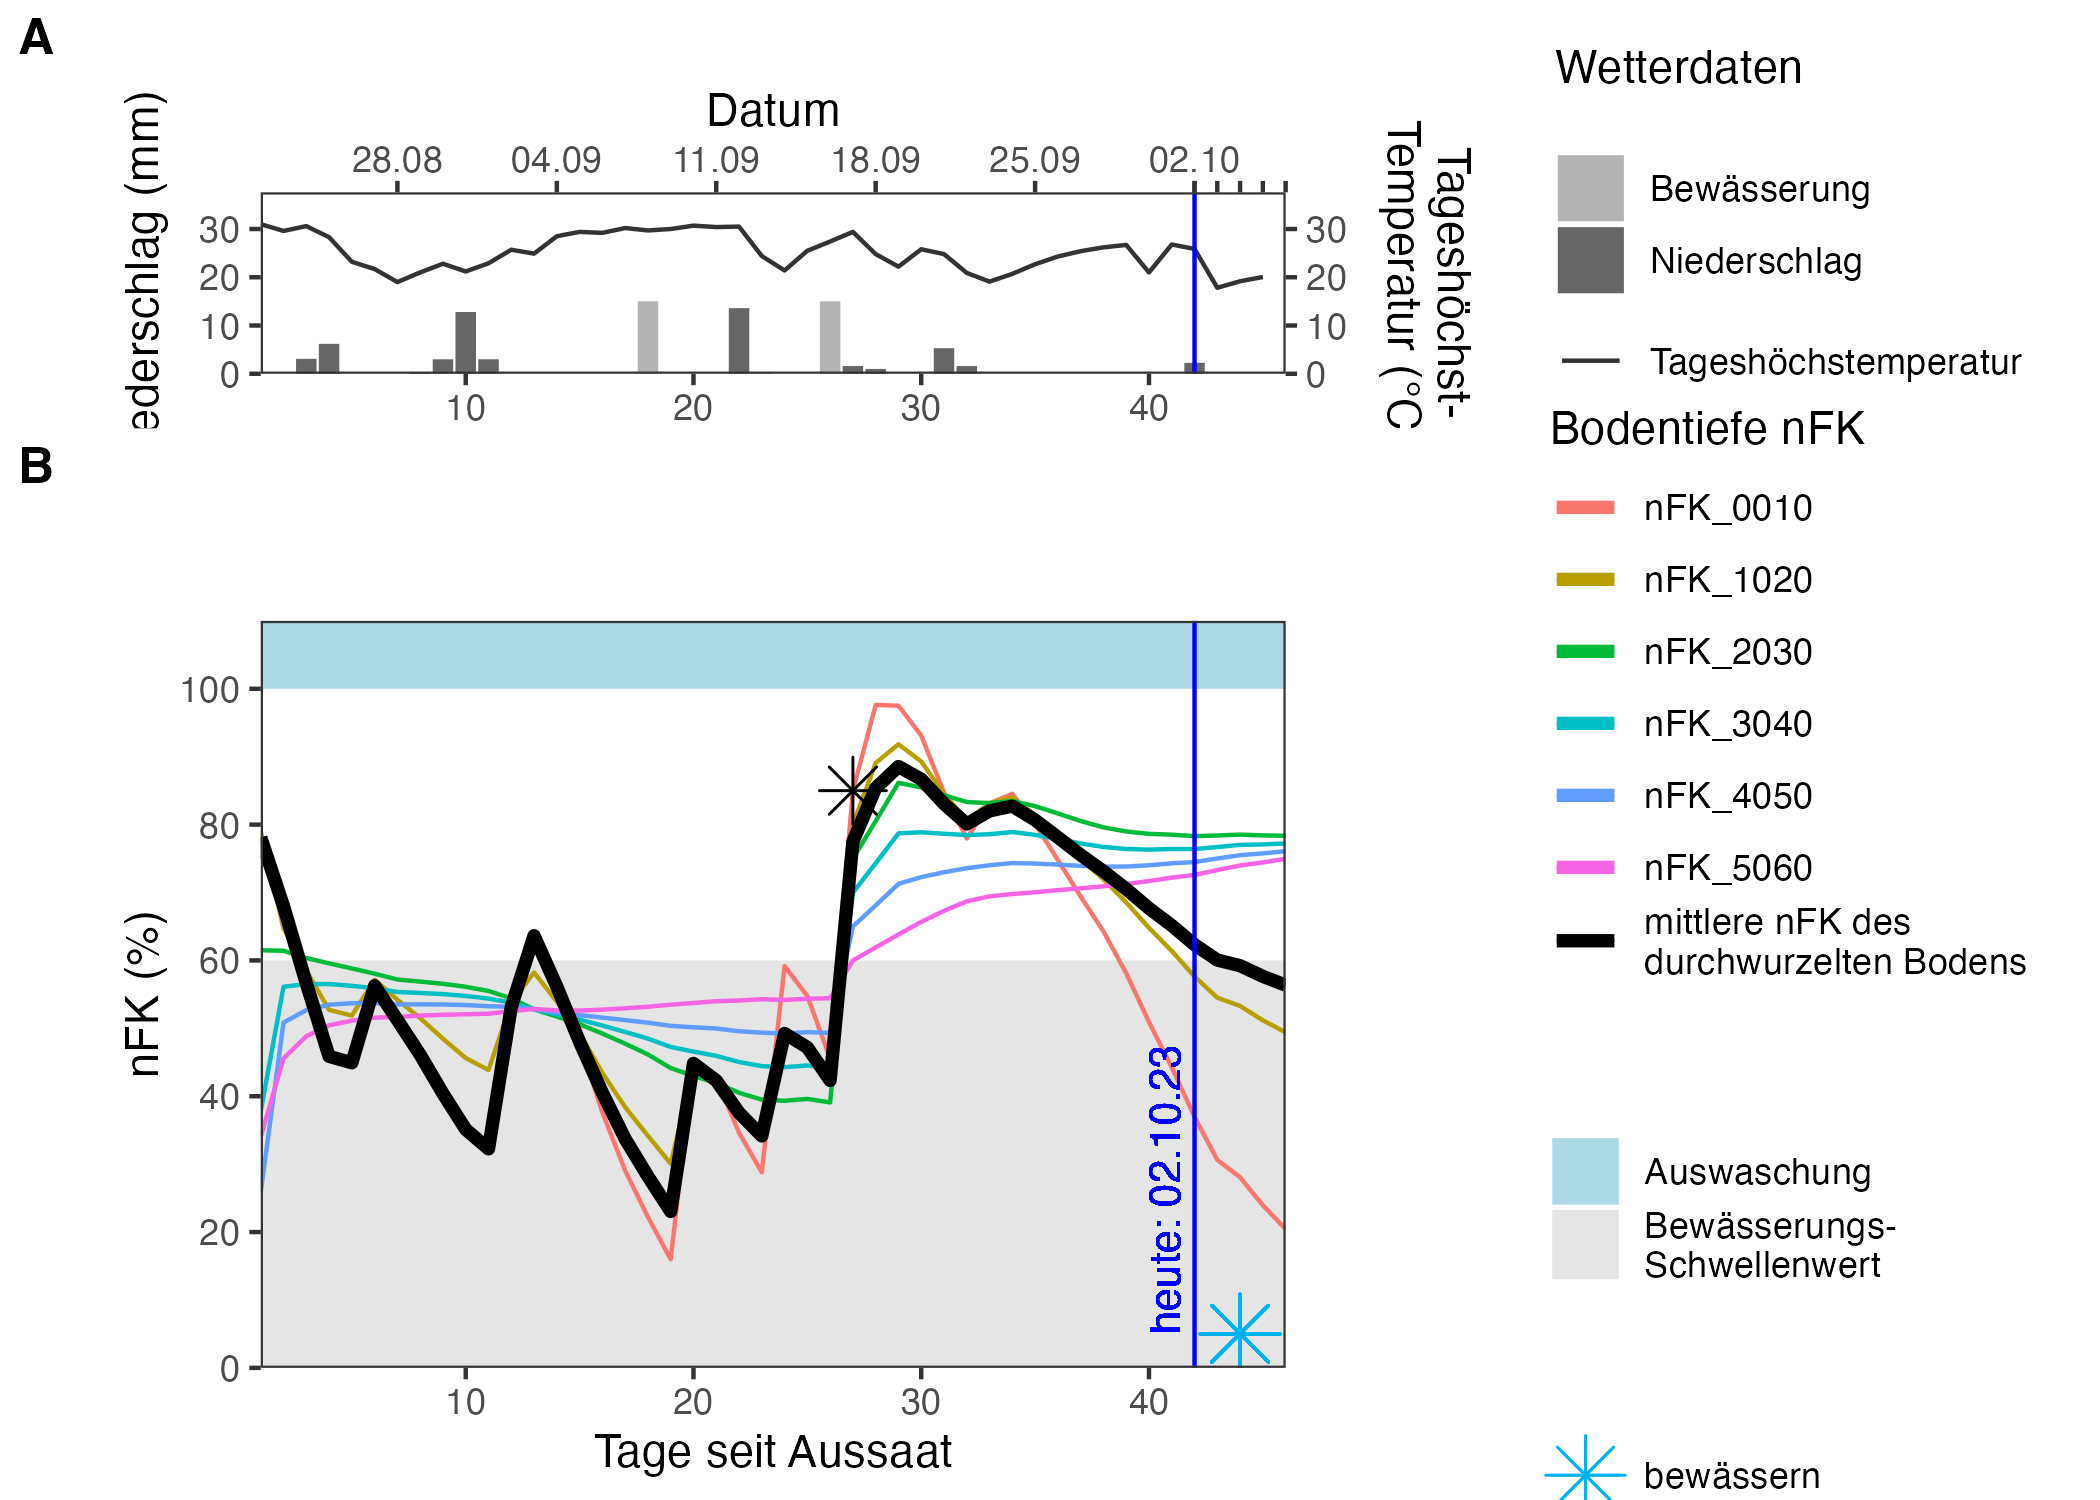 A
Datum
28.08 04.09 11.09 18.09 25.09 02.10
ederschlag (mm)
30
20
10
0
30
20
10
0
Tageshöchst-
Temperatur (°C
10 20 30 40
B
nFK (%)
100
80
60
40
20
0
heute: 02.10.23
10 20 30 40
Tage seit Aussaat
Wetterdaten
Bewässerung
Niederschlag
Tageshöchstemperatur
Bodentiefe nFK
nFK_0010
nFK_1020
nFK_2030
nFK_3040
nFK_4050
nFK_5060
mittlere nFK des
durchwurzelten Bodens
Auswaschung
Bewässerungs-
Schwellenwert
bewässern